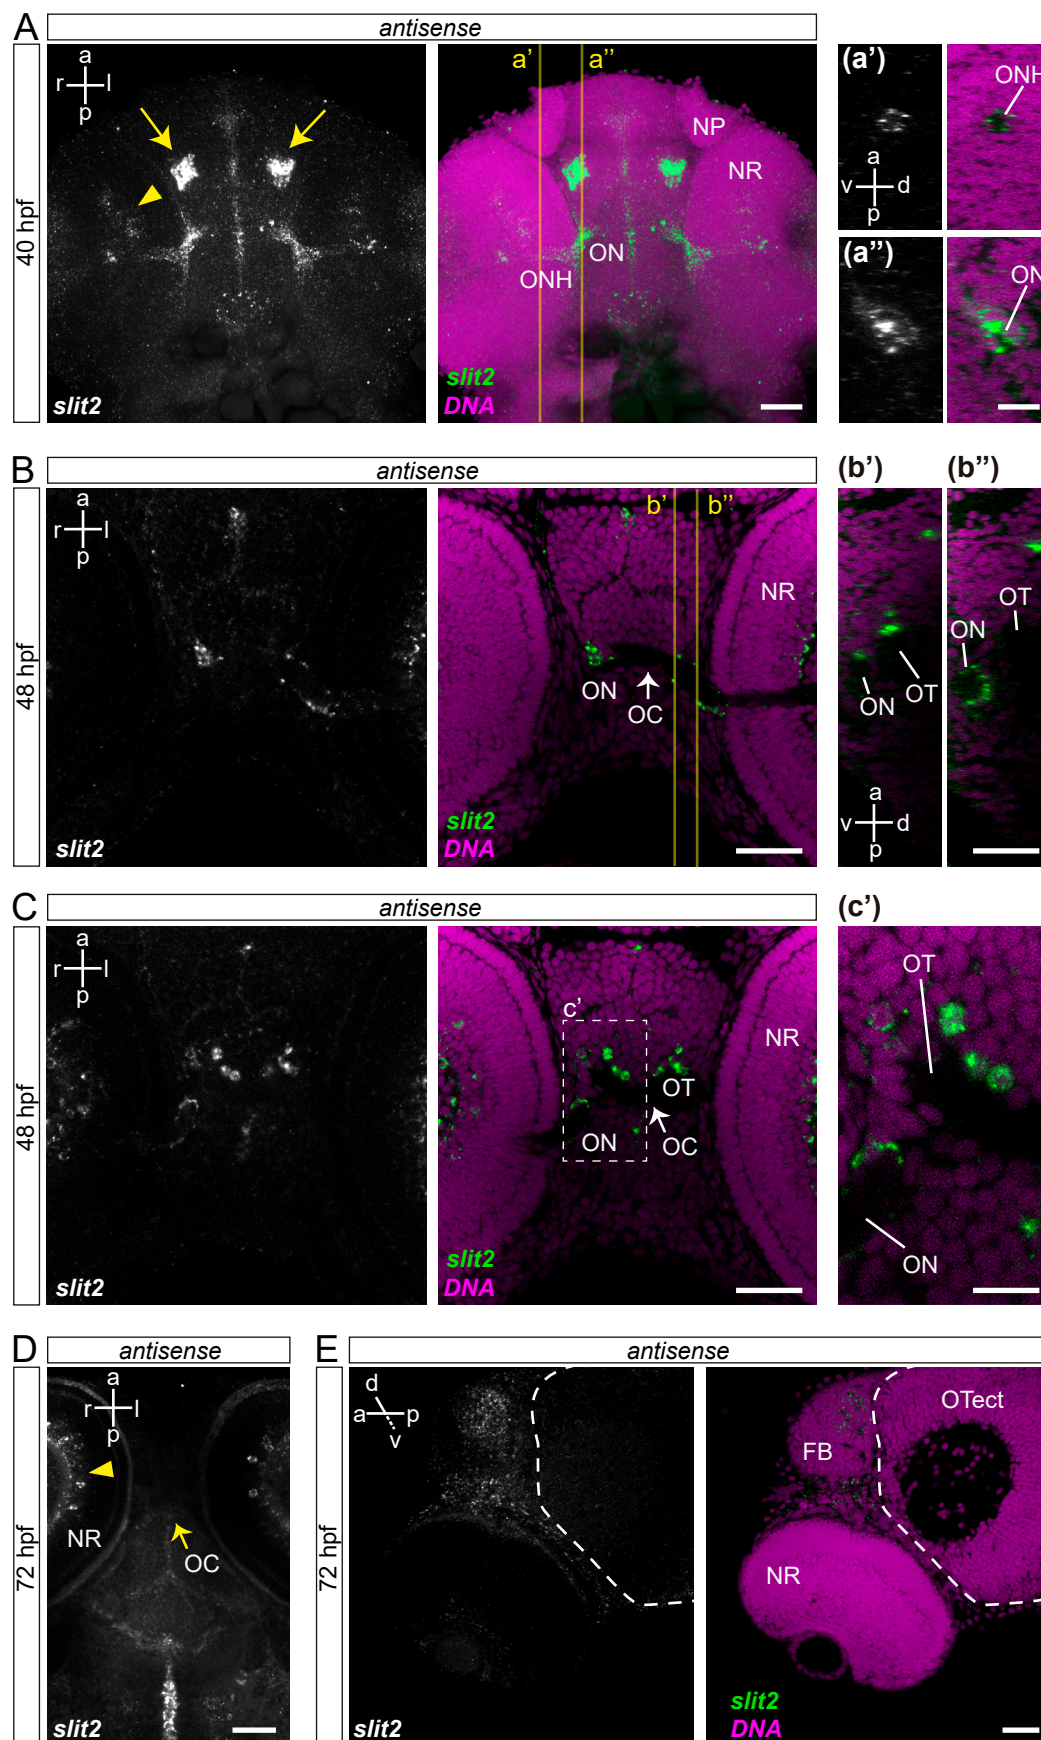 A
antisense
40 hpf
a
r l
p
slit2
a' a''
NP
NR
ON
ONH
slit2
DNA
(a')
a
v d
p
ONH
(a'')
ON
B
antisense
48 hpf
a
r l
p
slit2
b' b''
NR
ON
OC
slit2
DNA
(b') (b'')
ON
OT
a
v d
p
OT
ON
C
antisense
48 hpf
a
r l
p
slit2
c'
NR
OT
ON
OC
slit2
DNA
(c')
OT
ON
D
antisense
72 hpf
a
r l
p
NR
OC
slit2
E
antisense
72 hpf
d
a p
v
slit2
OTect
FB
NR
slit2
DNA